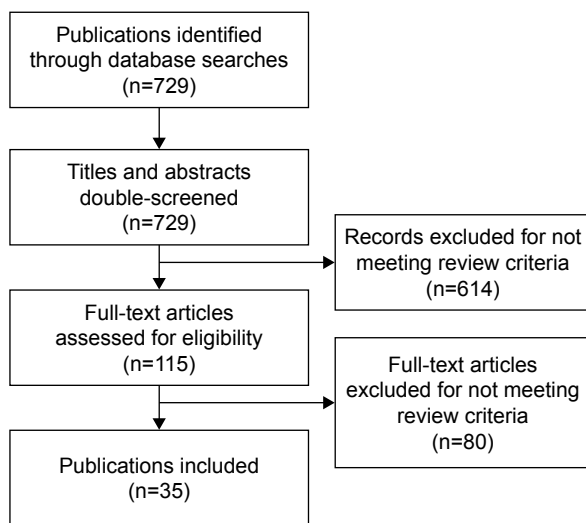 Publications identified
through database searches
(n=729)
Titles and abstracts
double-screened
(n=729)
Records excluded for not
meeting review criteria
(n=614)
Full-text articles
assessed for eligibility
(n=115)
Full-text articles
excluded for not meeting
review criteria
(n=80)
Publications included
(n=35)